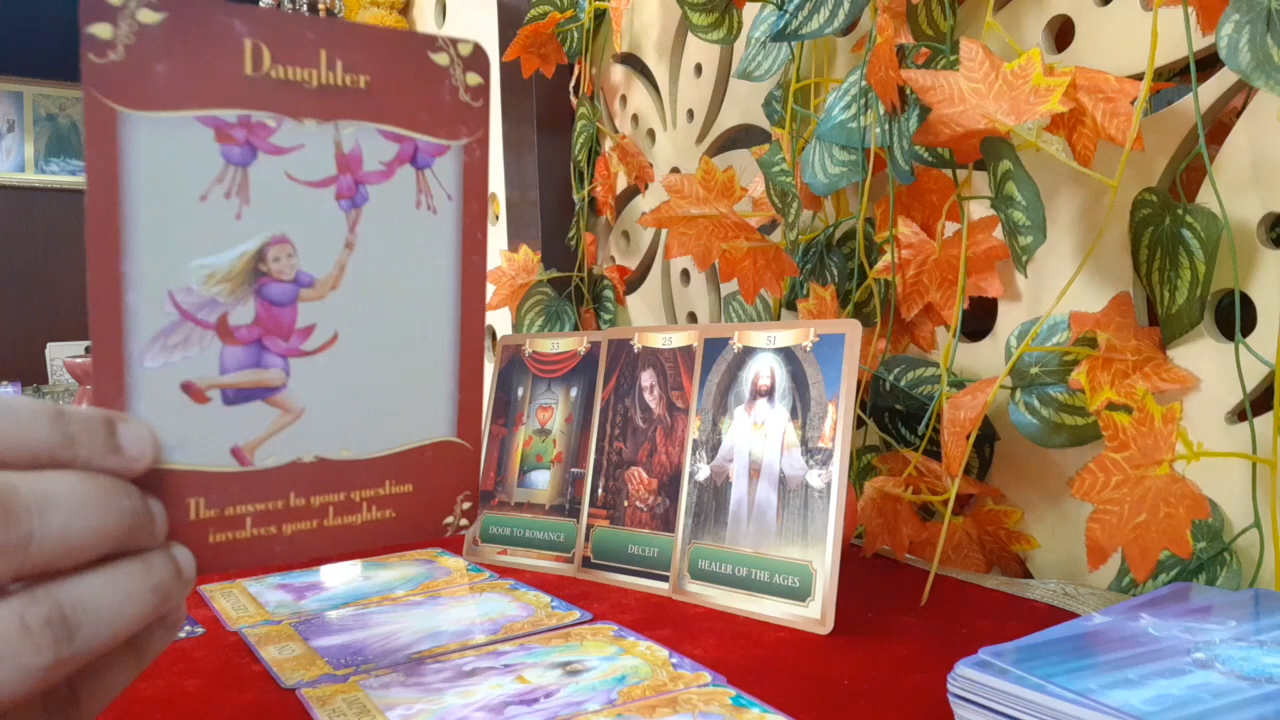 Daughter
The answer to your question
involves your daughter.
33
DOOR TO ROMANCE
25
DECEIT
51
HEALER OF THE AGES
NO